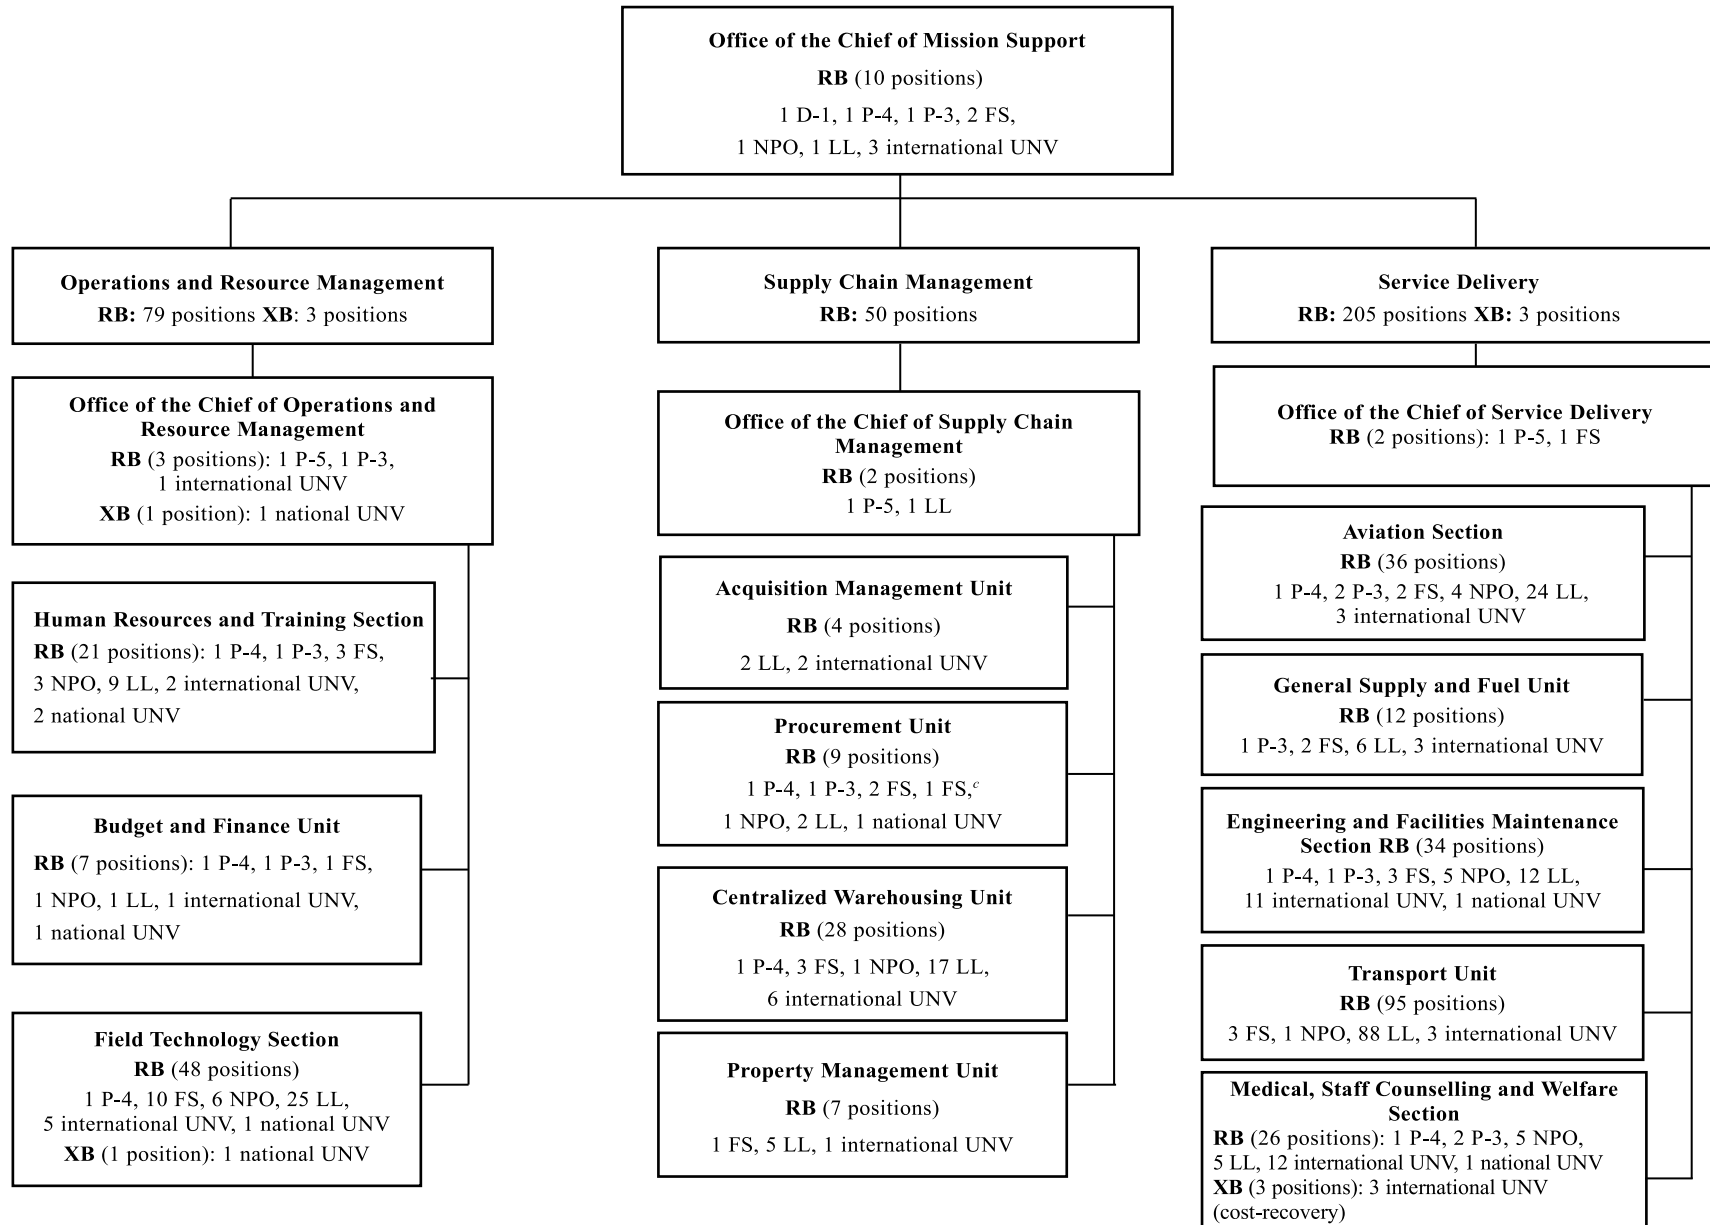 Office of the Chief of Mission Support
RB (10 positions)
1 D-1, 1 P-4, 1 P-3, 2 FS,
1 NPO, 1 LL, 3 international UNV
Operations and Resource Management
RB: 79 positions XB: 3 positions
Office of the Chief of Operations and
Resource Management
RB (3 positions): 1 P-5, 1 P-3,
1 international UNV
XB (1 position): 1 national UNV
Human Resources and Training Section
RB (21 positions): 1 P-4, 1 P-3, 3 FS,
3 NPO, 9 LL, 2 international UNV,
2 national UNV
Budget and Finance Unit
RB (7 positions): 1 P-4, 1 P-3, 1 FS,
1 NPO, 1 LL, 1 international UNV,
1 national UNV
Field Technology Section
RB (48 positions)
1 P-4, 10 FS, 6 NPO, 25 LL,
5 international UNV, 1 national UNV
XB (1 position): 1 national UNV
Supply Chain Management
RB: 50 positions
Office of the Chief of Supply Chain
Management
RB (2 positions)
1 P-5, 1 LL
Acquisition Management Unit
RB (4 positions)
2 LL, 2 international UNV
Procurement Unit
RB (9 positions)
1 P-4, 1 P-3, 2 FS, 1 FS,c
1 NPO, 2 LL, 1 national UNV
Centralized Warehousing Unit
RB (28 positions)
1 P-4, 3 FS, 1 NPO, 17 LL,
6 international UNV
Property Management Unit
RB (7 positions)
1 FS, 5 LL, 1 international UNV
Service Delivery
RB: 205 positions XB: 3 positions
Office of the Chief of Service Delivery
RB (2 positions): 1 P-5, 1 FS
Aviation Section
RB (36 positions)
1 P-4, 2 P-3, 2 FS, 4 NPO, 24 LL,
3 international UNV
General Supply and Fuel Unit
RB (12 positions)
1 P-3, 2 FS, 6 LL, 3 international UNV
Engineering and Facilities Maintenance
Section RB (34 positions)
1 P-4, 1 P-3, 3 FS, 5 NPO, 12 LL,
11 international UNV, 1 national UNV
Transport Unit
RB (95 positions)
3 FS, 1 NPO, 88 LL, 3 international UNV
Medical, Staff Counselling and Welfare
Section
RB (26 positions): 1 P-4, 2 P-3, 5 NPO,
5 LL, 12 international UNV, 1 national UNV
XB (3 positions): 3 international UNV
(cost-recovery)